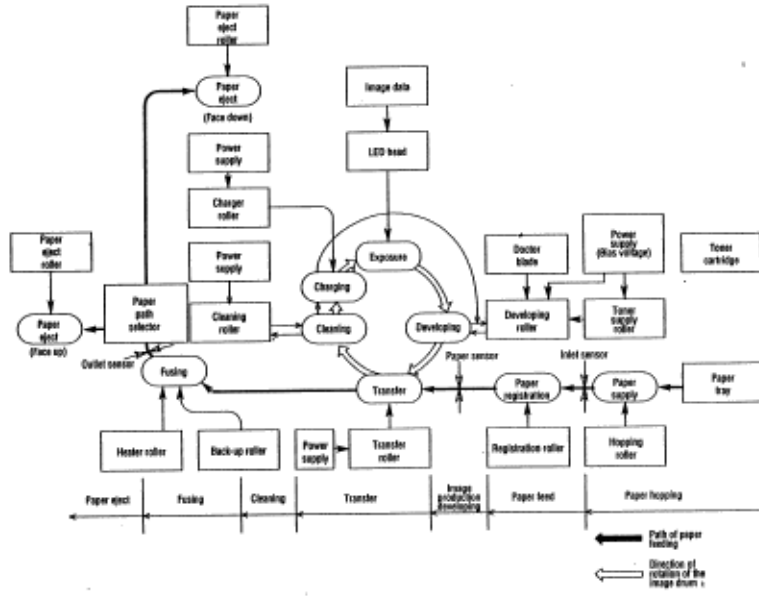 Paper
eject
roller
Paper
eject
(Face down)
Image data
LED head
Power
supply
Charger
roller
Power
supply
Cleaning
roller
Paper
eject
roller
Paper
eject
(Face up)
Paper
path
selector
Outlet sensor
Fusing
Charging
Cleaning
Exposure
Developing
Transfer
Doctor
blade
Power
supply
(Bias voltage)
Toner
cartridge
Developing
roller
Toner
supply
roller
Paper sensor
Inlet sensor
Paper
registration
Paper
supply
Paper
tray
Heater roller
Back-up roller
Power
supply
Transfer
roller
Registration roller
Hopping
roller
Paper eject
Fusing
Cleaning
Transfer
Image
production
developing
Paper feed
Paper hopping
Path of paper
feeding
Direction of
rotation of the
image drum